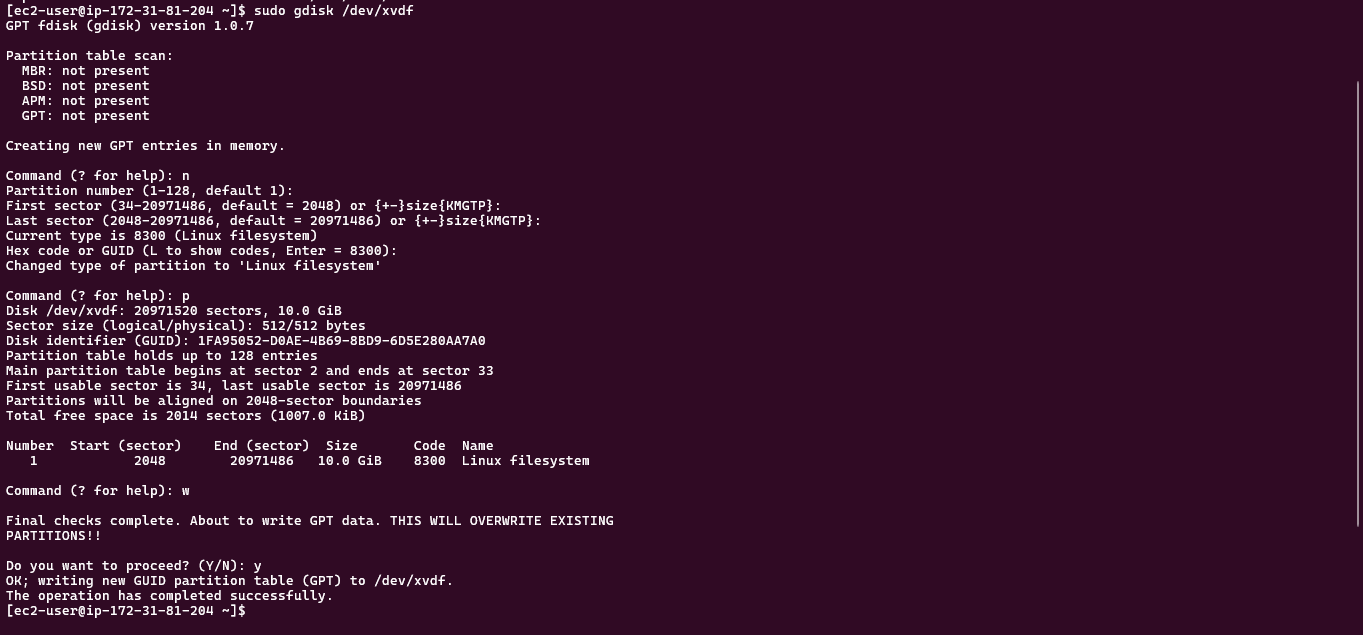 [ec2-user@ip-172-31-81-204 ~]$ sudo gdisk /dev/xvdf
GPT fdisk (gdisk) version 1.0.7
Partition table scan:
MBR: not present
BSD: not present
APM: not present
GPT: not present
Creating new GPT entries in memory.
Command (? for help): n
Partition number (1-128, default 1):
First sector (34-20971486, default = 2048) or {+-}size{KMGTP}:
Last sector (2048-20971486, default = 20971486) or {+-}size{KMGTP}:
Current type is 8300 (Linux filesystem)
Hex code or GUID (L to show codes, Enter = 8300):
Changed type of partition to 'Linux filesystem'
Command (? for help): p
Disk /dev/xvdf: 20971520 sectors, 10.0 GiB
Sector size (logical/physical): 512/512 bytes
Disk identifier (GUID): 1FA95052-D0AE-4B69-8BD9-6D5E280AA7A0
Partition table holds up to 128 entries
Main partition table begins at sector 2 and ends at sector 33
First usable sector is 34, last usable sector is 20971486
Partitions will be aligned on 2048-sector boundaries
Total free space is 2014 sectors (1007.0 KiB)
Number  Start (sector)    End (sector)  Size       Code  Name
1            2048        20971486   10.0 GiB    8300  Linux filesystem
Command (? for help): w
Final checks complete. About to write GPT data. THIS WILL OVERWRITE EXISTING
PARTITIONS!!
Do you want to proceed? (Y/N): y
OK; writing new GUID partition table (GPT) to /dev/xvdf.
The operation has completed successfully.
[ec2-user@ip-172-31-81-204 ~]$